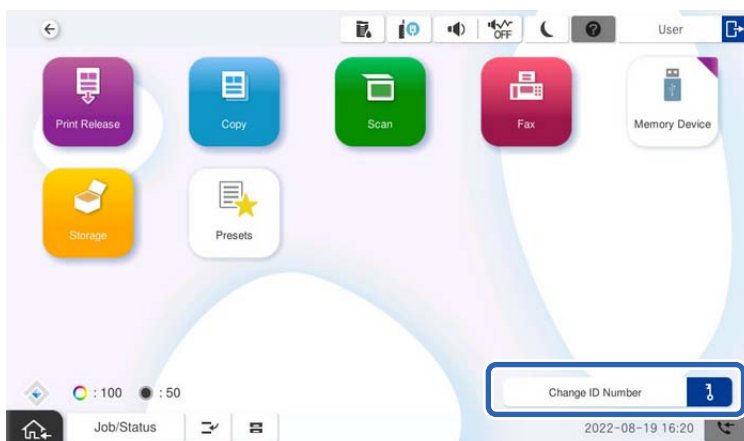 OFF
User
Print Release
Copy
Scan
Fax
Memory Device
Storage
Presets
: 100
: 50
Change ID Number
Job/Status
2022-08-19 16:20